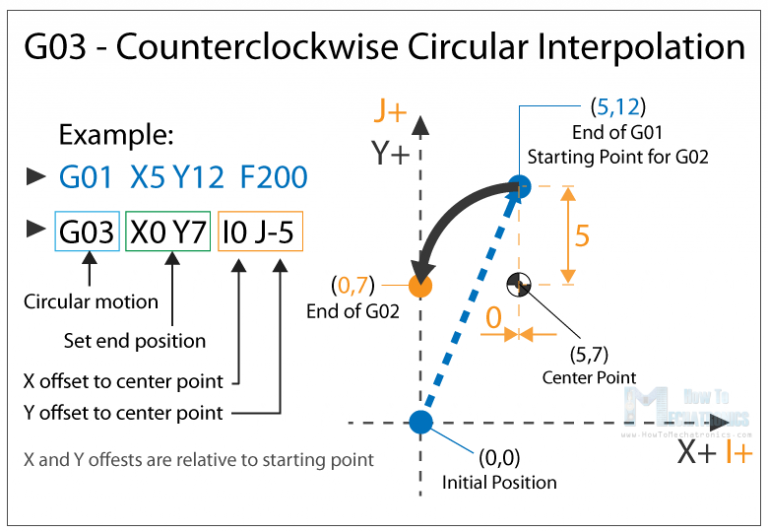 G03 - Counterclockwise Circular Interpolation
Example:
G01 X5 Y12 F200
G03 X0 Y7 I0 J-5
Circular motion
Set end position
X offset to center point
Y offset to center point
X and Y offests are relative to starting point
J+
Y+
(5,12)
End of G01
Starting Point for G02
5
(0,7)
End of G02
0
(5,7)
Center Point
(0,0)
Initial Position
How To
MECHATRONICS
www.HowToMechatronics.com
X+ I+